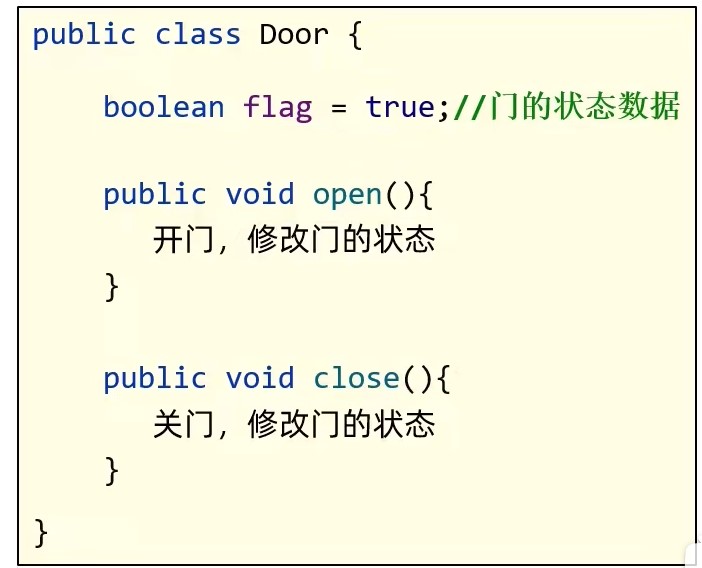 public class Door {
boolean flag = true;//门的状态数据
public void open(){
开门，修改门的状态
}
public void close(){
关门，修改门的状态
}
}